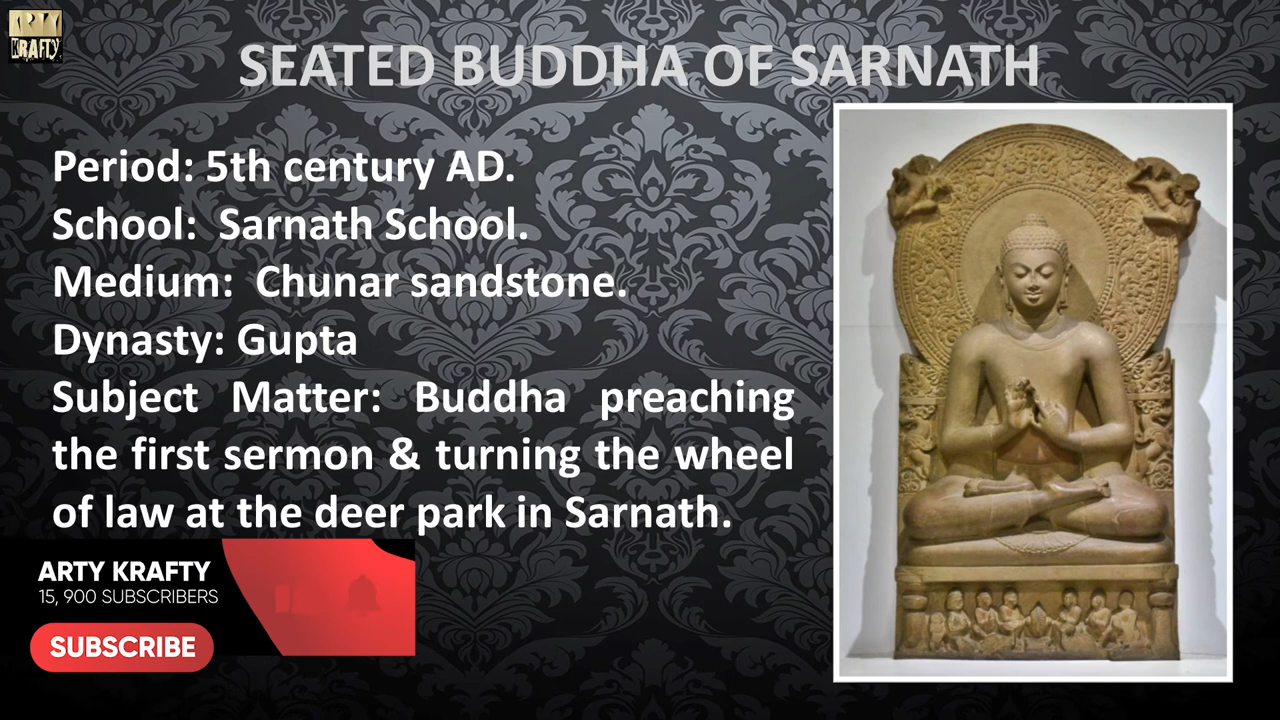 ARTY
KRAFTY
SEATED BUDDHA OF SARNATH
Period: 5th century AD.
School: Sarnath School.
Medium: Chunar sandstone.
Dynasty: Gupta
Subject Matter: Buddha preaching
the first sermon & turning the wheel
of law at the deer park in Sarnath.
ARTY KRAFTY
15, 900 SUBSCRIBERS
SUBSCRIBE